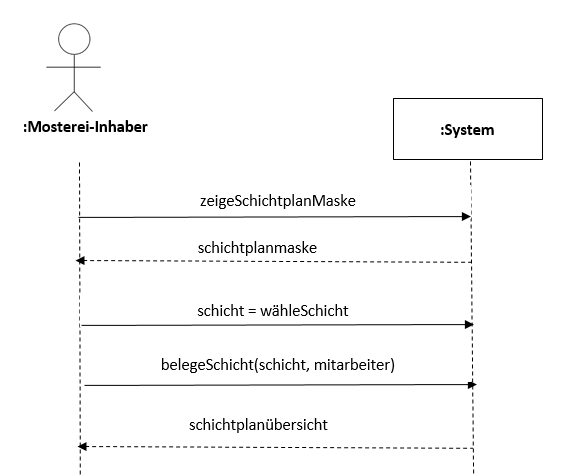 :Mosterei-Inhaber
:System
zeigeSchichtplanMaske
schichtplanmaske
schicht = wähleSchicht
belegeSchicht(schicht, mitarbeiter)
schichtplanübersicht